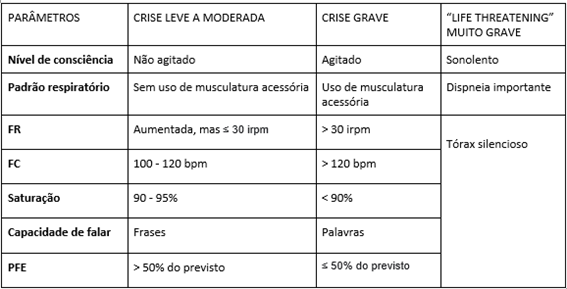 PARÂMETROS CRISE LEVE A MODERADA CRISE GRAVE “LIFE THREATENING”
MUITO GRAVE
Nível de consciência Não agitado Agitado Sonolento
Padrão respiratório Sem uso de musculatura acessória Uso de musculatura Dispneia importante
acessória
FR Aumentada, mas ≤ 30 irpm > 30 irpm
Tórax silencioso
FC 100 - 120 bpm > 120 bpm
Saturação 90 - 95% < 90%
Capacidade de falar Frases Palavras
PFE > 50% do previsto ≤ 50% do previsto